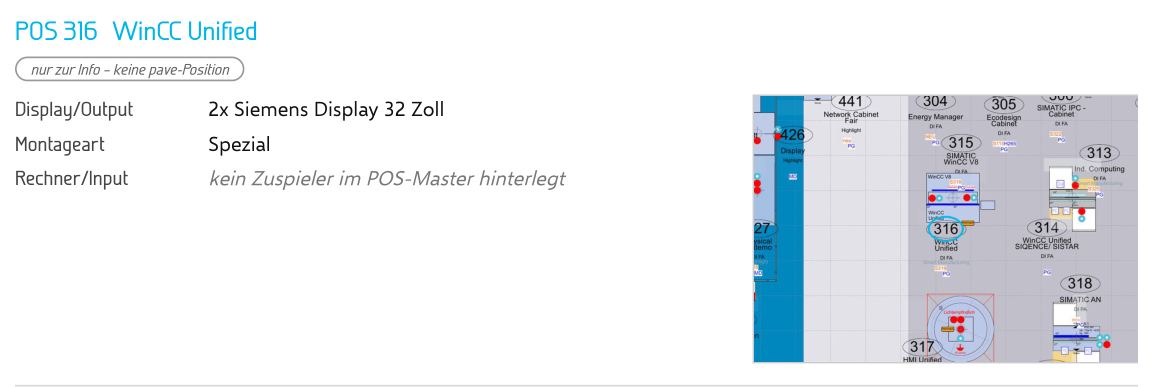 POS 316 WinCC Unified
nur zur Info – keine pave-Position
Display/Output 2x Siemens Display 32 Zoll
Montageart Spezial
Rechner/Input kein Zuspieler im POS-Master hinterlegt
441
Network Cabinet
Fair
Highlight
304
Energy Manager
DI FA
305
Ecodesign
Cabinet
DI FA
SIMATIC IPC -
Cabinet
DI FA
426
Display
Highlight
315
SIMATIC
WinCC V8
DI FA
313
Ind. Computing
DI FA
WinCC V8
WinCC
Unified
316
WinCC
Unified
DI FA
27
314
WinCC Unified
SIQENCE/ SISTAR
DI FA
318
SIMATIC AN
DI FA
317
HMI Unified